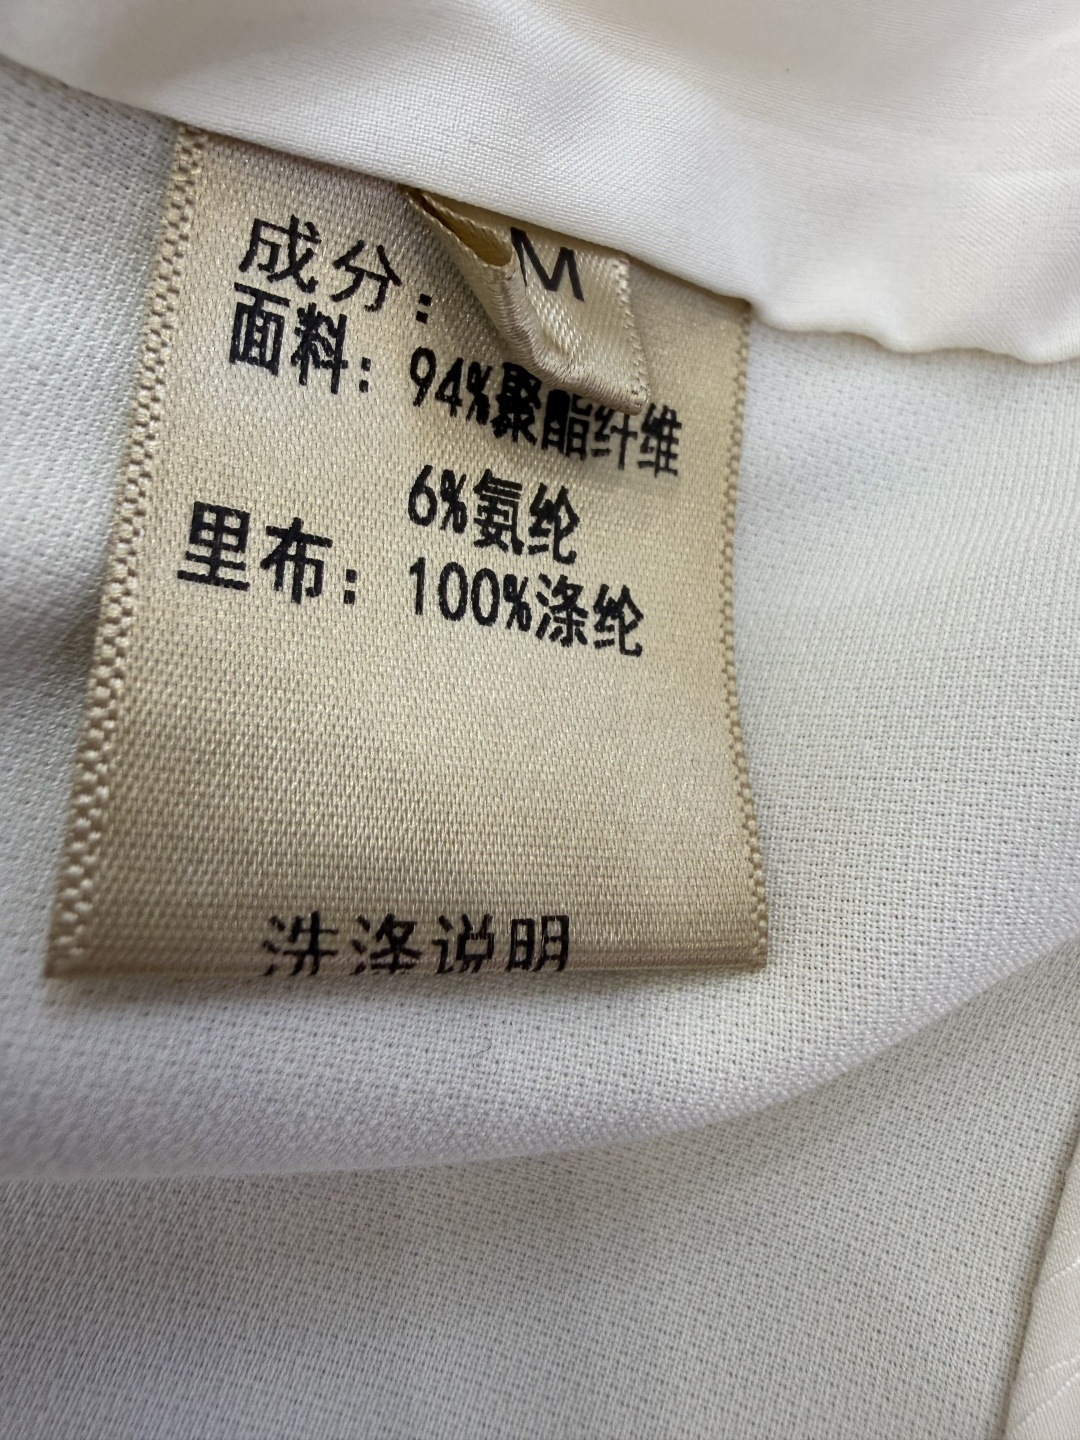 M
成分：
面料：94%聚酯纤维
6%氨纶
里布：100%涤纶
洗涤说明